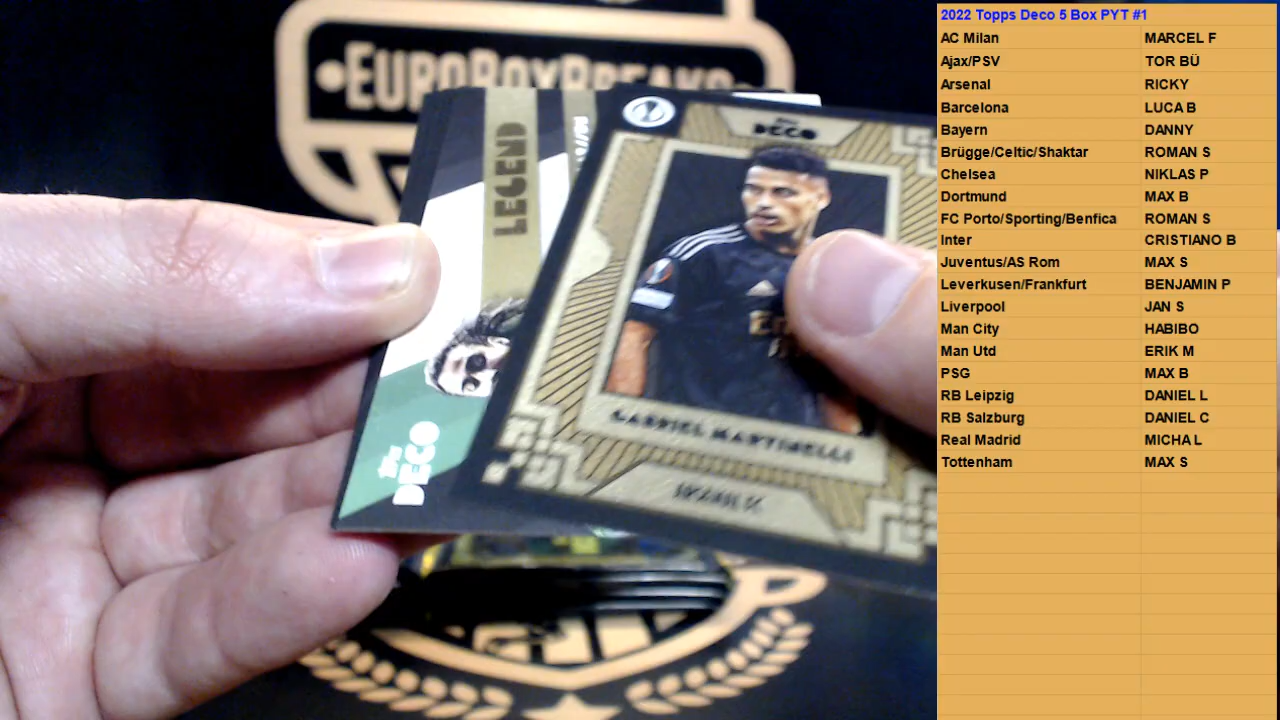 EUROBOXBREAKS
LEGEND
DECO
DECO
GABRIEL MARTINELLI
2022 Topps Deco 5 Box PYT #1
AC Milan MARCEL F
Ajax/PSV TOR BÜ
Arsenal RICKY
Barcelona LUCA B
Bayern DANNY
Brügge/Celtic/Shaktar ROMAN S
Chelsea NIKLAS P
Dortmund MAX B
FC Porto/Sporting/Benfica ROMAN S
Inter CRISTIANO B
Juventus/AS Rom MAX S
Leverkusen/Frankfurt BENJAMIN P
Liverpool JAN S
Man City HABIBO
Man Utd ERIK M
PSG MAX B
RB Leipzig DANIEL L
RB Salzburg DANIEL C
Real Madrid MICHA L
Tottenham MAX S